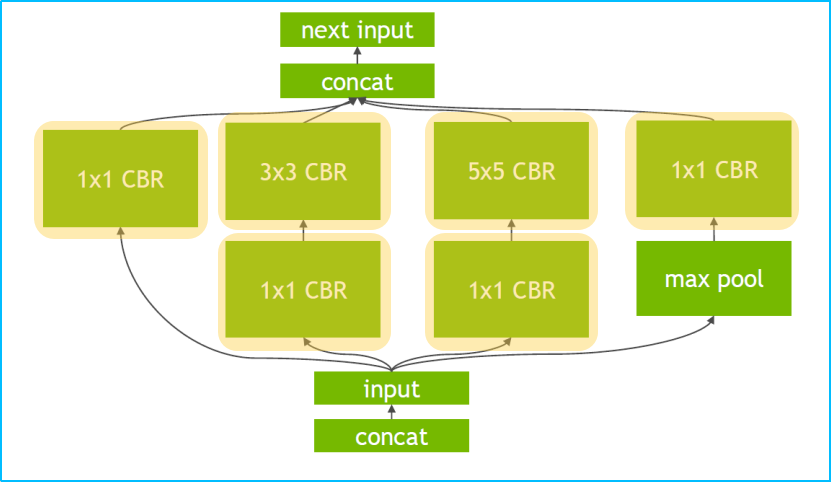 next input
concat
1x1 CBR
3x3 CBR
5x5 CBR
1x1 CBR
1x1 CBR
1x1 CBR
max pool
input
concat